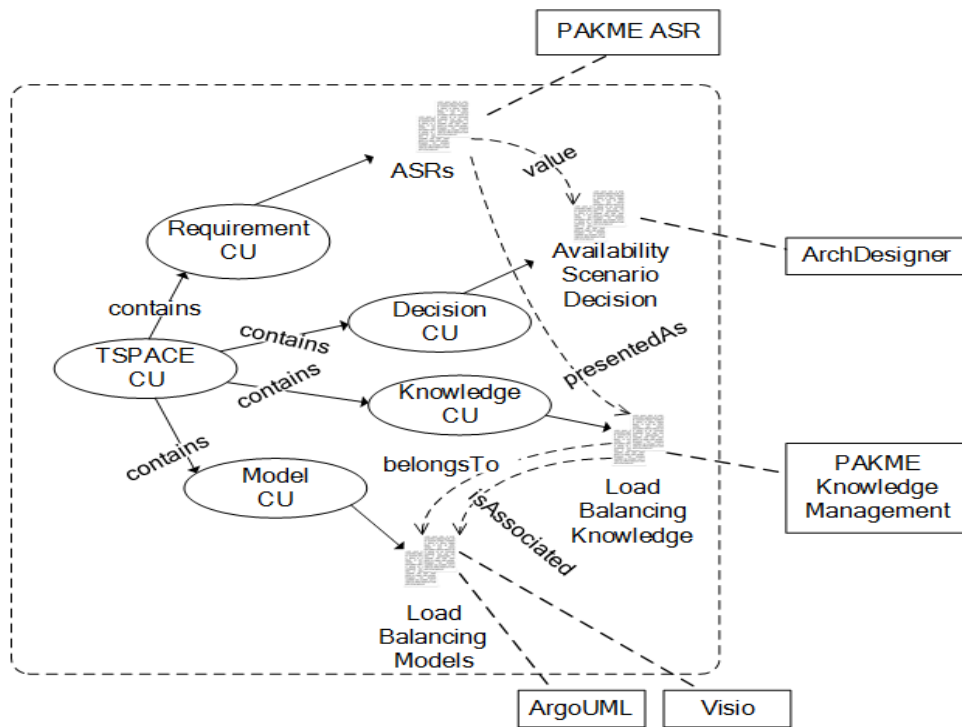 PAKME ASR
ASRs
value
Requirement
CU
Availability
Scenario
Decision
ArchDesigner
contains
Decision
CU
contains
TSPACE
CU
presentedAs
contains
Knowledge
CU
contains
belongsTo
Model
CU
isAssociated
Load
Balancing
Knowledge
PAKME
Knowledge
Management
Load
Balancing
Models
ArgoUML
Visio